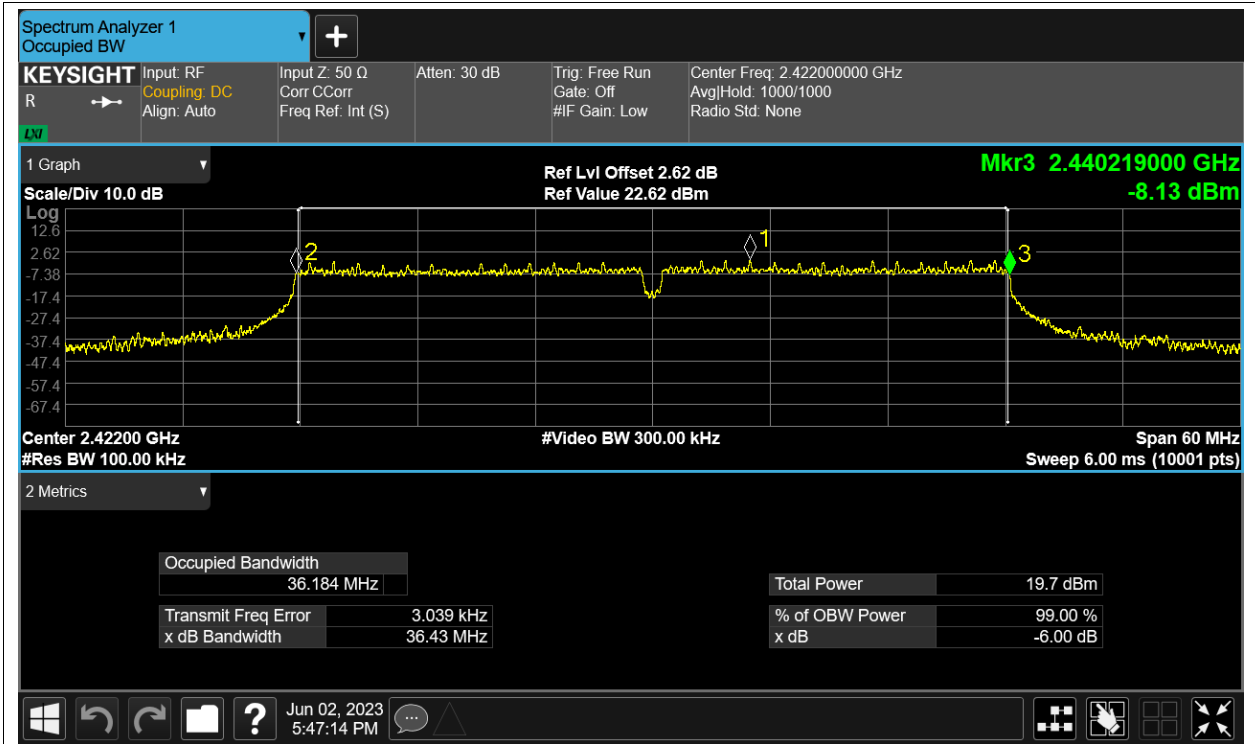 Spectrum Analyzer 1
Occupied BW
+
KEYSIGHT
R
LXI
Input: RF
Coupling: DC
Align: Auto
Input Z: 50 Ω
Corr CCorr
Freq Ref: Int (S)
Atten: 30 dB
Trig: Free Run
Gate: Off
#IF Gain: Low
Center Freq: 2.422000000 GHz
Avg|Hold: 1000/1000
Radio Std: None
1 Graph
Scale/Div 10.0 dB
Ref Lvl Offset 2.62 dB
Ref Value 22.62 dBm
Mkr3 2.440219000 GHz
-8.13 dBm
Log
12.6
2.62
-7.38
-17.4
-27.4
-37.4
-47.4
-57.4
-67.4
2
1
3
Center 2.42200 GHz
#Res BW 100.00 kHz
#Video BW 300.00 kHz
Span 60 MHz
Sweep 6.00 ms (10001 pts)
2 Metrics
Occupied Bandwidth
36.184 MHz
Transmit Freq Error 3.039 kHz
x dB Bandwidth 36.43 MHz
Total Power 19.7 dBm
% of OBW Power 99.00 %
x dB -6.00 dB
?
Jun 02, 2023
5:47:14 PM